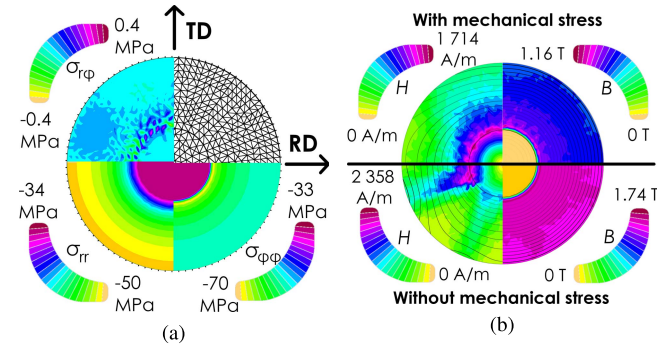 0.4
MPa
TD
σrφ
-0.4
MPa
RD
-34
MPa
-33
MPa
σrr
σφφ
-50
MPa
-70
MPa
(a)
With mechanical stress
1 714
A/m
1.16 T
H
B
0 A/m
0 T
2 358
A/m
1.74 T
H
B
0 A/m
0 T
Without mechanical stress
(b)